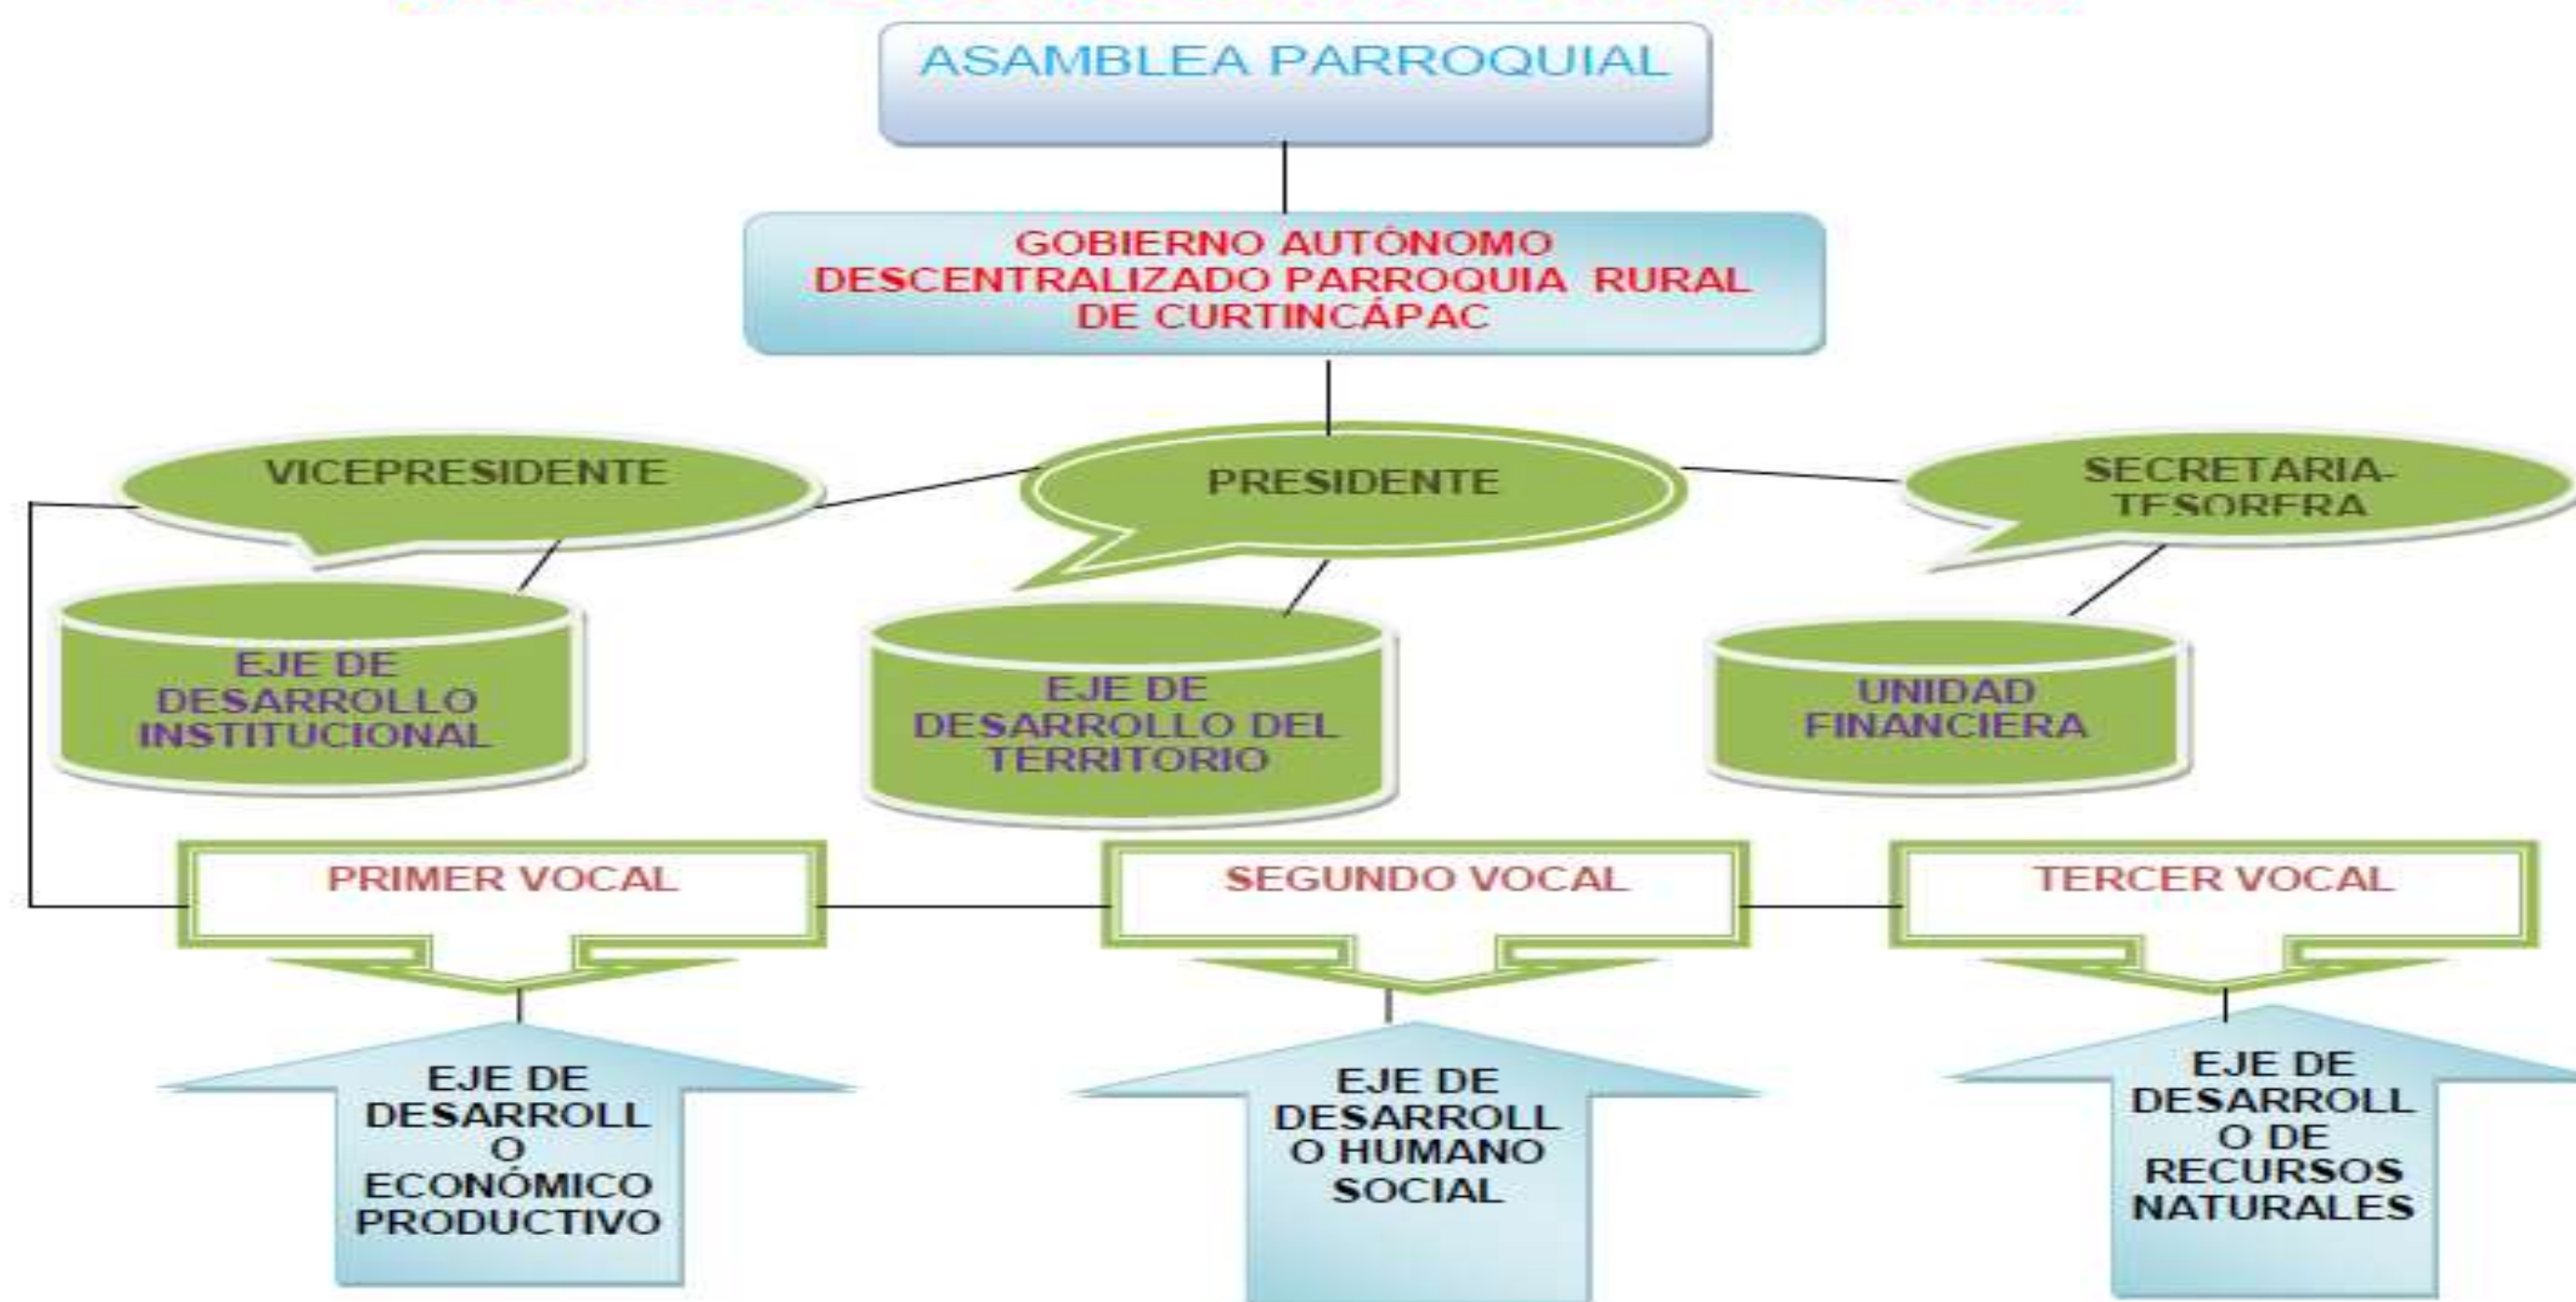 ASAMBLEA PARROQUIAL
GOBIERNO AUTÓNOMO
DESCENTRALIZADO PARROQUIA RURAL
DE CURTINCÁPAC
VICEPRESIDENTE
PRESIDENTE
SECRETARIA-
TESORERA
EJE DE
DESARROLLO
INSTITUCIONAL
EJE DE
DESARROLLO DEL
TERRITORIO
UNIDAD
FINANCIERA
PRIMER VOCAL
SEGUNDO VOCAL
TERCER VOCAL
EJE DE
DESARROLL
O
ECONÓMICO
PRODUCTIVO
EJE DE
DESARROLL
O HUMANO
SOCIAL
EJE DE
DESARROLL
O DE
RECURSOS
NATURALES